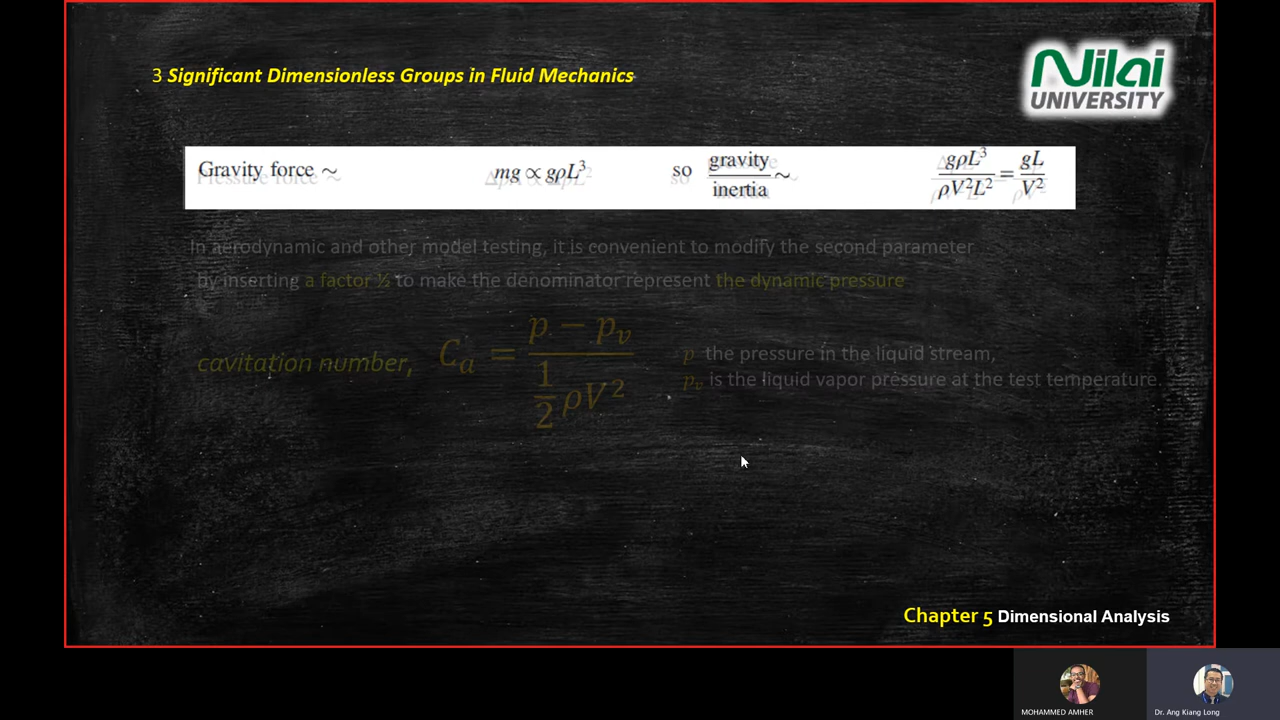 3 Significant Dimensionless Groups in Fluid Mechanics
Nilai
UNIVERSITY
Gravity force ~ mg ∝ gρL³ so gravity/inertia ~ gρL³/ρV²L² = gL/V²
Pressure force ~
In aerodynamic and other model testing, it is convenient to modify the second parameter
by inserting a factor ½ to make the denominator represent the dynamic pressure
cavitation number, Cₐ = (p − pᵥ)/(1/2 ρV²)
p the pressure in the liquid stream,
pᵥ is the liquid vapor pressure at the test temperature.
Chapter 5 Dimensional Analysis
MOHAMMED AMHER
Dr. Ang Kiang Long